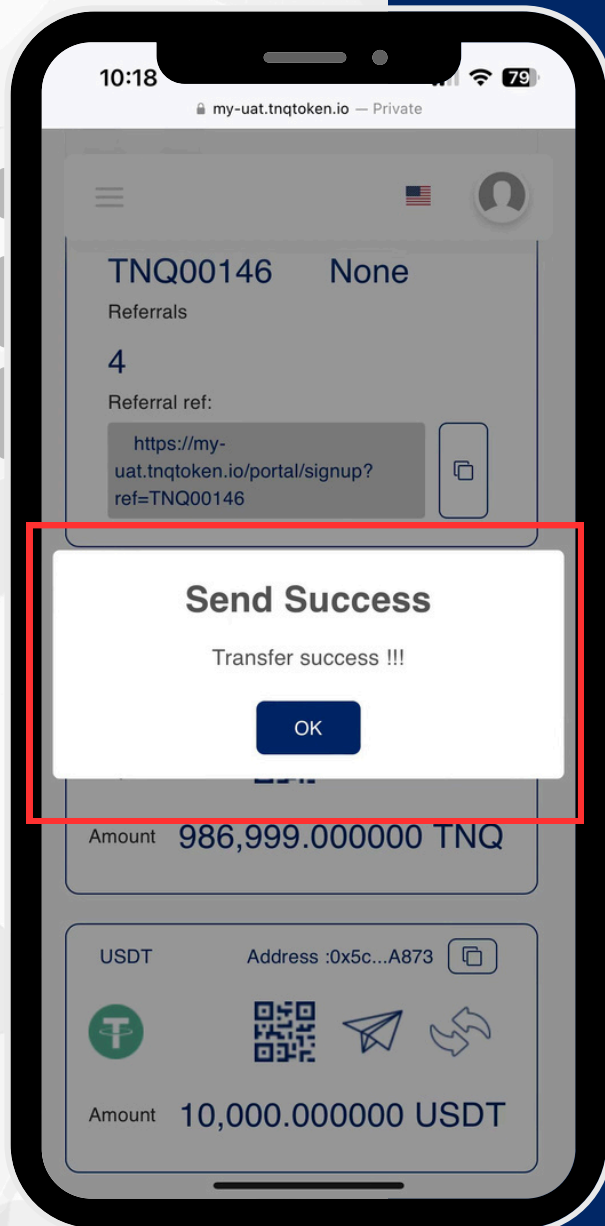 10:18
79
my-uat.tnqtoken.io — Private
TNQ00146 None
Referrals
4
Referral ref:
https://my-
uat.tnqtoken.io/portal/signup?
ref=TNQ00146
Send Success
Transfer success !!!
OK
Amount 986,999.000000 TNQ
USDT Address :0x5c...A873
Amount 10,000.000000 USDT